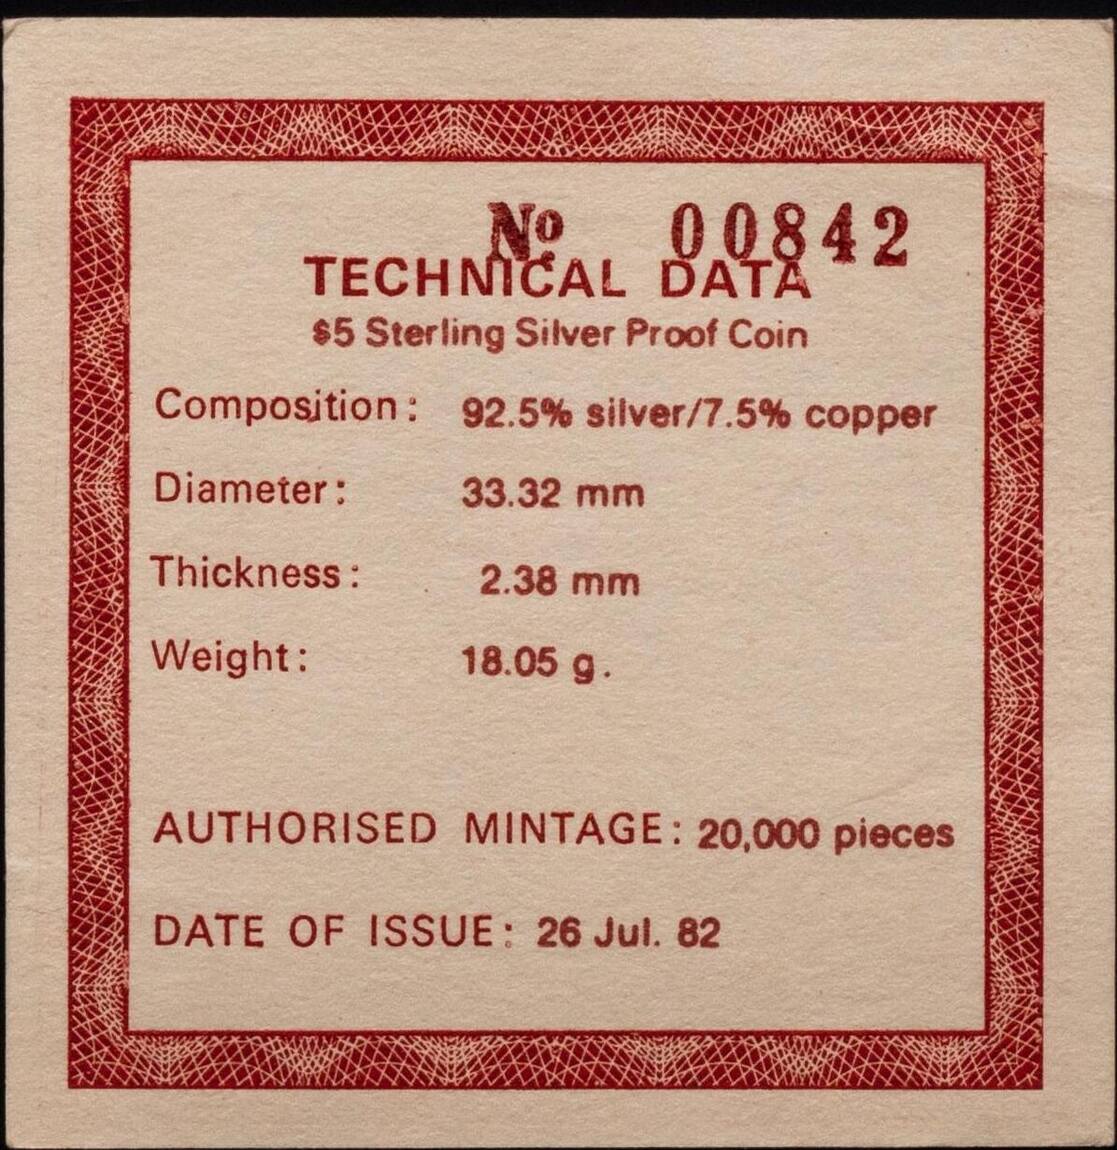 No. 00842
TECHNICAL DATA
$5 Sterling Silver Proof Coin
Composition: 92.5% silver/7.5% copper
Diameter: 33.32 mm
Thickness: 2.38 mm
Weight: 18.05 g.
AUTHORISED MINTAGE: 20,000 pieces
DATE OF ISSUE: 26 Jul. 82